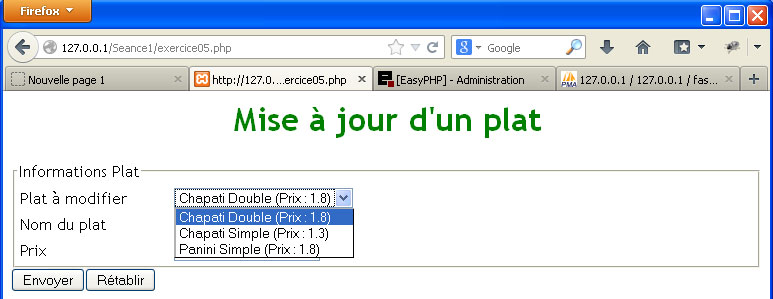 Firefox
127.0.0.1/Seance1/exercice05.php
Google
Nouvelle page 1
http://127.0....ercice05.php
[EasyPHP] - Administration
127.0.0.1 / 127.0.0.1 / fas...
PMA
Mise à jour d'un plat
Informations Plat
Plat à modifier
Chapati Double (Prix : 1.8)
Chapati Double (Prix : 1.8)
Nom du plat
Chapati Simple (Prix : 1.3)
Prix
Panini Simple (Prix : 1.8)
Envoyer
Rétablir